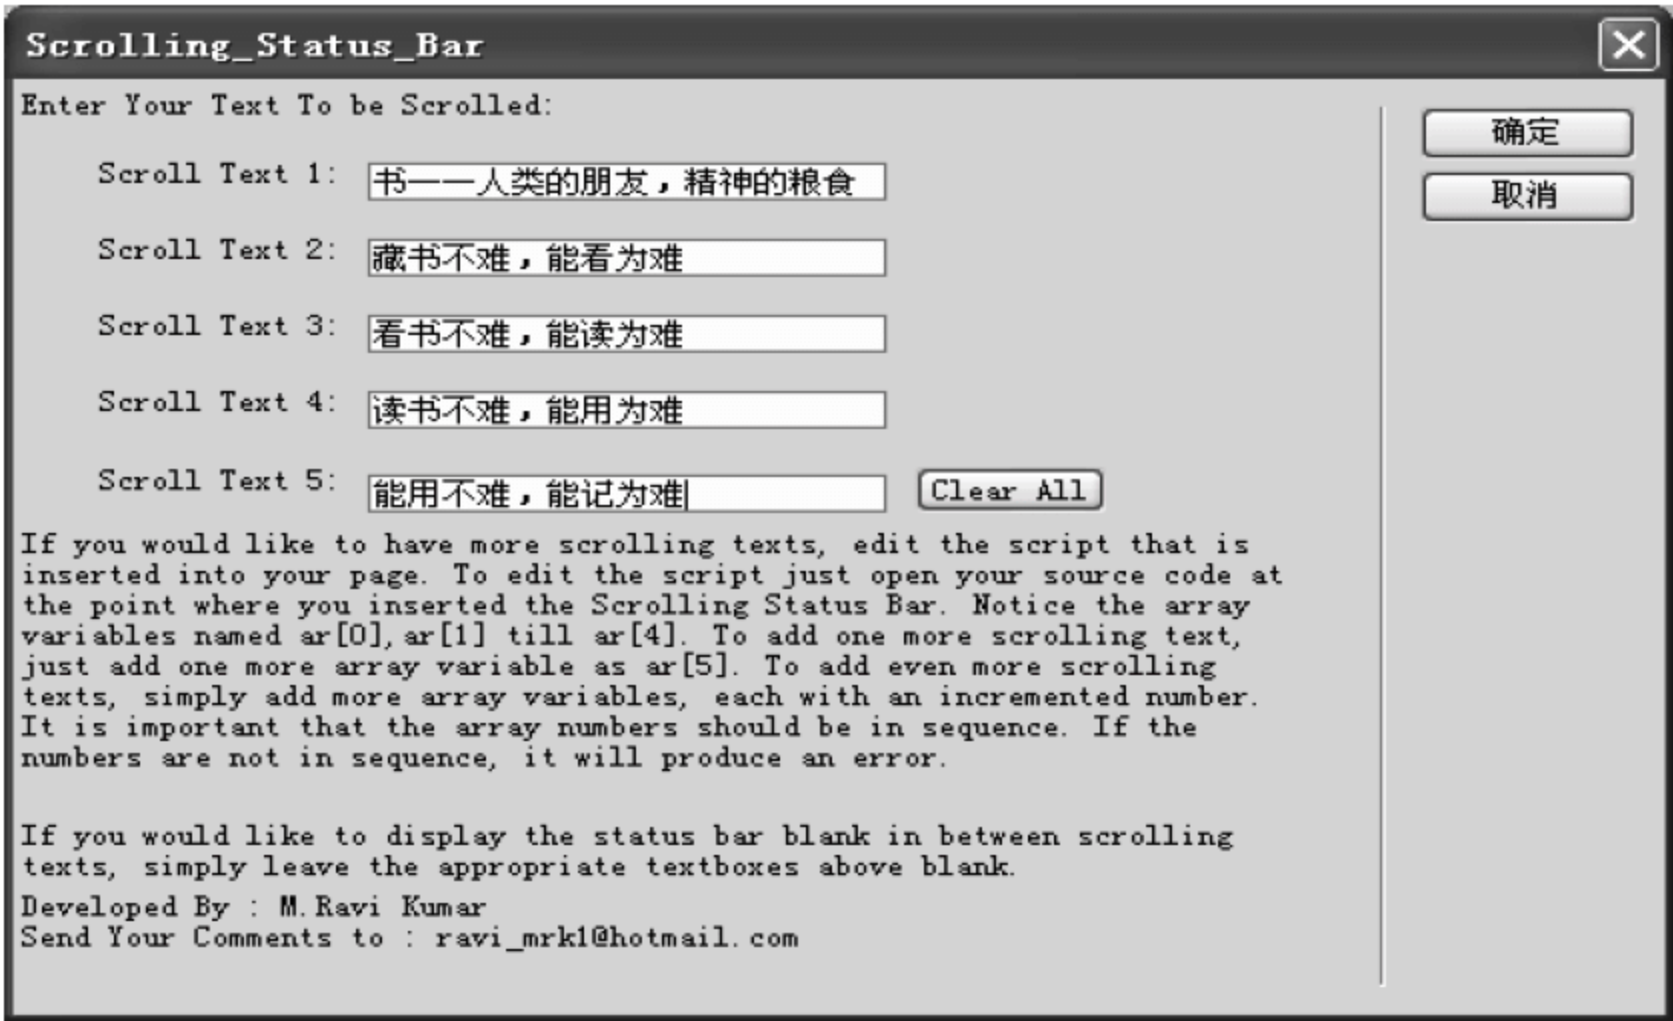 Scrolling_Status_Bar
Enter Your Text To be Scrolled:
确定
Scroll Text 1: 书——人类的朋友，精神的粮食
取消
Scroll Text 2: 藏书不难，能看为难
Scroll Text 3: 看书不难，能读为难
Scroll Text 4: 读书不难，能用为难
Scroll Text 5: 能用不难，能记为难 Clear All
If you would like to have more scrolling texts, edit the script that is
inserted into your page. To edit the script just open your source code at
the point where you inserted the Scrolling Status Bar. Notice the array
variables named ar[0], ar[1] till ar[4]. To add one more scrolling text,
just add one more array variable as ar[5]. To add even more scrolling
texts, simply add more array variables, each with an incremented number.
It is important that the array numbers should be in sequence. If the
numbers are not in sequence, it will produce an error.
If you would like to display the status bar blank in between scrolling
texts, simply leave the appropriate textboxes above blank.
Developed By : M.Ravi Kumar
Send Your Comments to : ravi_mrk1@hotmail.com